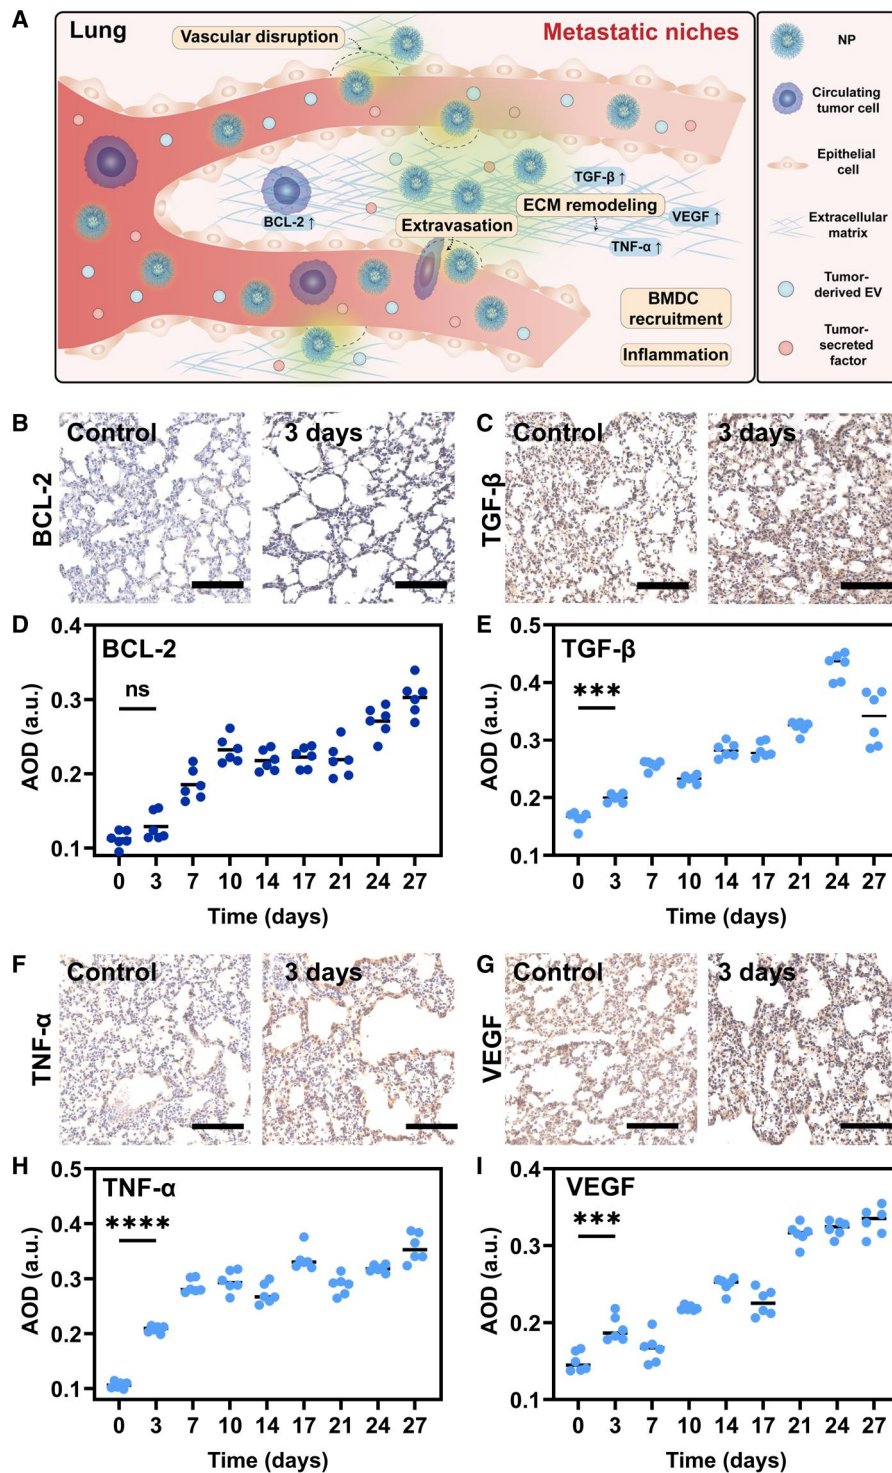 A
Lung
Metastatic niches
Vascular disruption
TGF-β ↑
ECM remodeling
BCL-2 ↑
VEGF ↑
Extravasation
TNF-α ↑
BMDC
recruitment
Inflammation
NP
Circulating
tumor cell
Epithelial
cell
Extracellular
matrix
Tumor-
derived EV
Tumor-
secreted
factor
B
Control
3 days
BCL-2
C
Control
3 days
TGF-β
D
BCL-2
ns
AOD (a.u.)
0.4
0.3
0.2
0.1
0 3 7 10 14 17 21 24 27
Time (days)
E
TGF-β
***
AOD (a.u.)
0.5
0.4
0.3
0.2
0.1
0 3 7 10 14 17 21 24 27
Time (days)
F
Control
3 days
TNF-α
G
Control
3 days
VEGF
H
TNF-α
****
AOD (a.u.)
0.5
0.4
0.3
0.2
0.1
0 3 7 10 14 17 21 24 27
Time (days)
I
VEGF
***
AOD (a.u.)
0.4
0.3
0.2
0.1
0 3 7 10 14 17 21 24 27
Time (days)